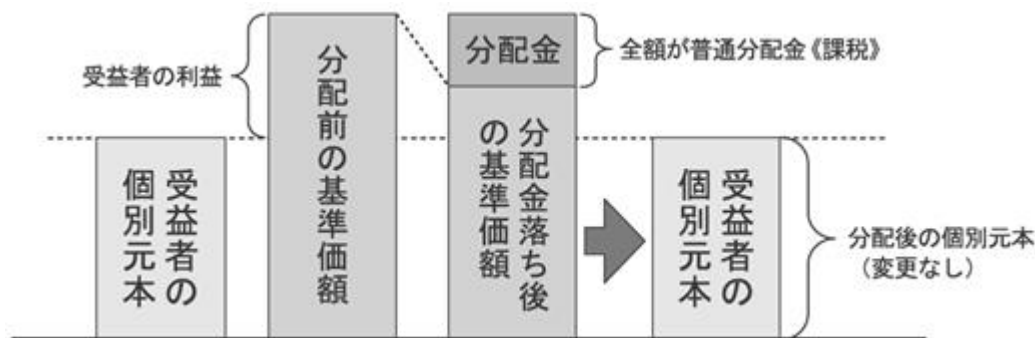 受益者の利益
受益者の
個別元本
分配前の基準価額
分配金
全額が普通分配金《課税》
分配金落ち後
の基準価額
受益者の
個別元本
分配後の個別元本
（変更なし）